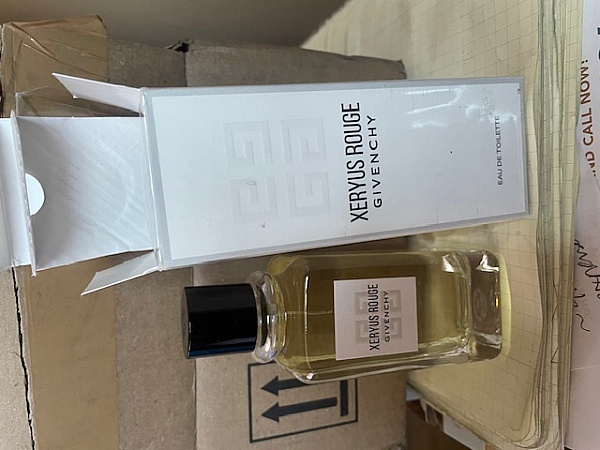 XERYUS ROUGE
GIVENCHY
EAU DE TOILETTE
XERYUS ROUGE
GIVENCHY
ND CALL NOW!